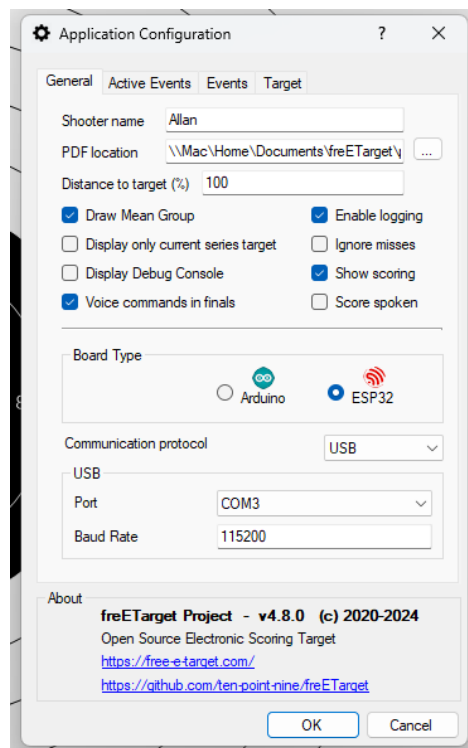 Application Configuration ?
General Active Events Events Target
Shooter name Allan
PDF location \\Mac\Home\Documents\freETarget\ ...
Distance to target (%) 100
Draw Mean Group Enable logging
Display only current series target Ignore misses
Display Debug Console Show scoring
Voice commands in finals Score spoken
Board Type
Arduino ESP32
Communication protocol USB
USB
Port COM3
Baud Rate 115200
About
freETarget Project - v4.8.0 (c) 2020-2024
Open Source Electronic Scoring Target
https://free-e-target.com/
https://github.com/ten-point-nine/freETarget
OK Cancel